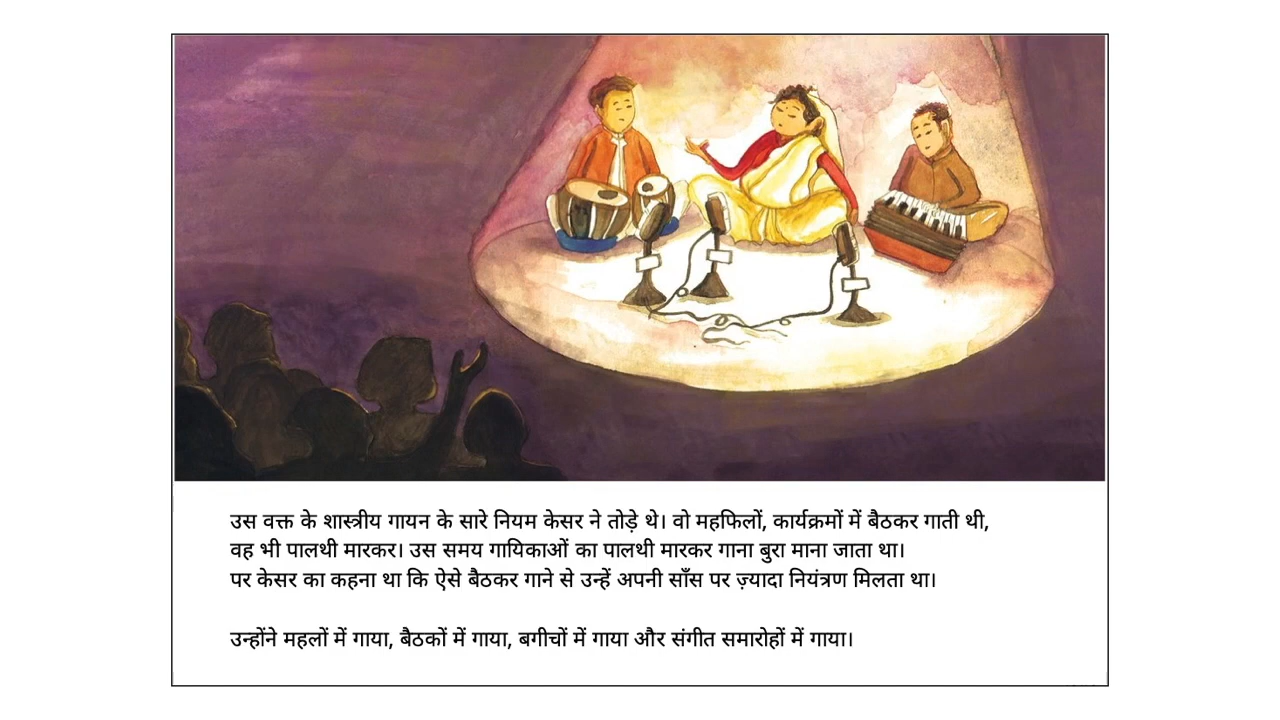 उस वक्त के शास्त्रीय गायन के सारे नियम केसर ने तोड़े थे। वो महफिलों, कार्यक्रमों में बैठकर गाती थी,
वह भी पालथी मारकर। उस समय गायिकाओं का पालथी मारकर गाना बुरा माना जाता था।
पर केसर का कहना था कि ऐसे बैठकर गाने से उन्हें अपनी साँस पर ज़्यादा नियंत्रण मिलता था।
उन्होंने महलों में गाया, बैठकों में गाया, बगीचों में गाया और संगीत समारोहों में गाया।